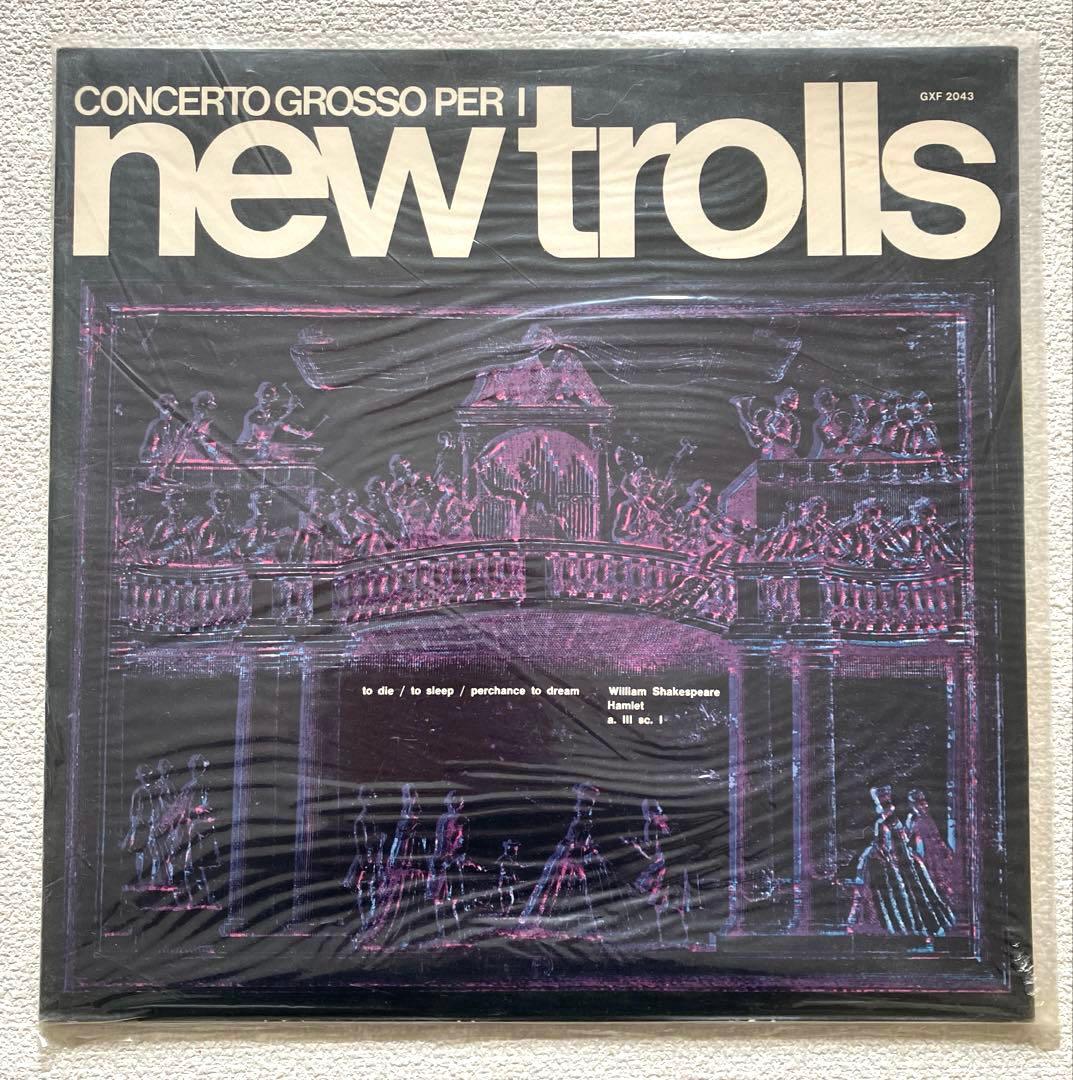 CONCERTO GROSSO PER I
new trolls
GXF 2043
to die / to sleep / perchance to dream William Shakespeare
Hamlet
a. III sc. I